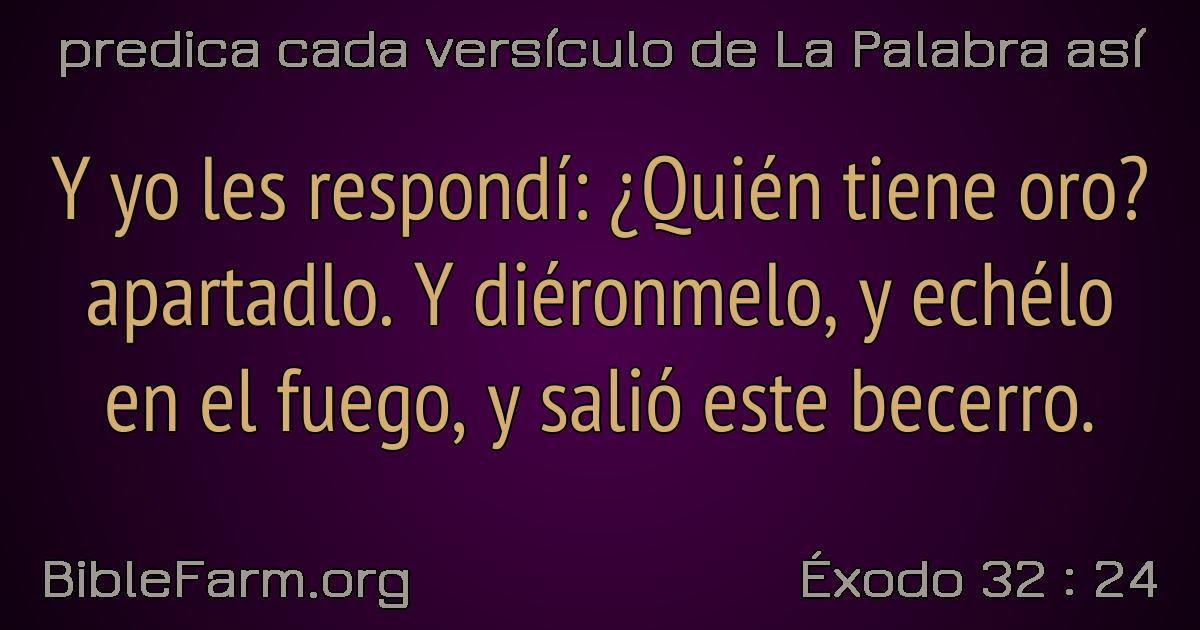 predica cada versículo de La Palabra así
Y yo les respondí: ¿Quién tiene oro?
apartadlo. Y diéronmelo, y echélo
en el fuego, y salió este becerro.
BibleFarm.org
Éxodo 32 : 24